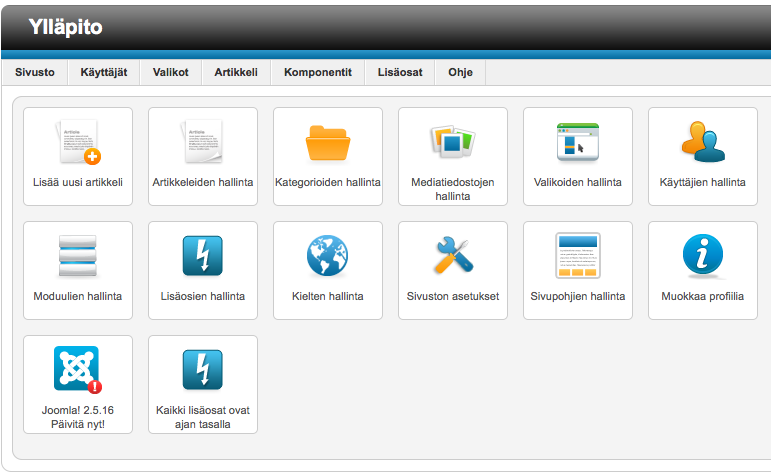 Ylläpito
Sivusto Käyttäjät Valikot Artikkeli Komponentit Lisäosat Ohje
Article
Lisää uusi artikkeli
Article
Artikkeleiden hallinta
Kategorioiden hallinta
Mediatiedostojen
hallinta
Valikoiden hallinta
Käyttäjien hallinta
Moduulien hallinta
Lisäosien hallinta
Kielten hallinta
Sivuston asetukset
Sivupohjien hallinta
Muokkaa profiilia
Joomla! 2.5.16
Päivitä nyt!
Kaikki lisäosat ovat
ajan tasalla